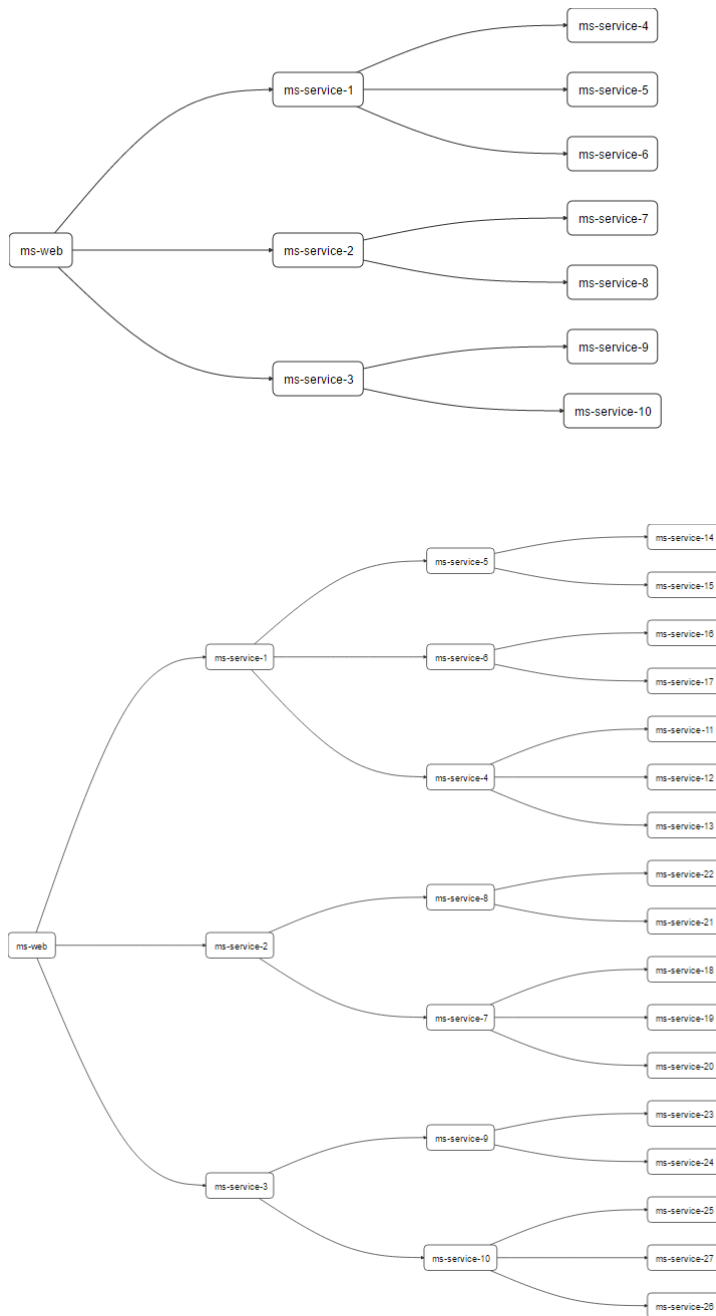 ms-service-4
ms-service-1
ms-service-5
ms-service-6
ms-service-7
ms-web
ms-service-2
ms-service-8
ms-service-9
ms-service-3
ms-service-10
ms-service-14
ms-service-5
ms-service-15
ms-service-16
ms-service-1
ms-service-6
ms-service-17
ms-service-11
ms-service-4
ms-service-12
ms-service-13
ms-service-22
ms-service-8
ms-service-21
ms-web
ms-service-2
ms-service-18
ms-service-7
ms-service-19
ms-service-20
ms-service-23
ms-service-9
ms-service-24
ms-service-3
ms-service-25
ms-service-10
ms-service-27
ms-service-26